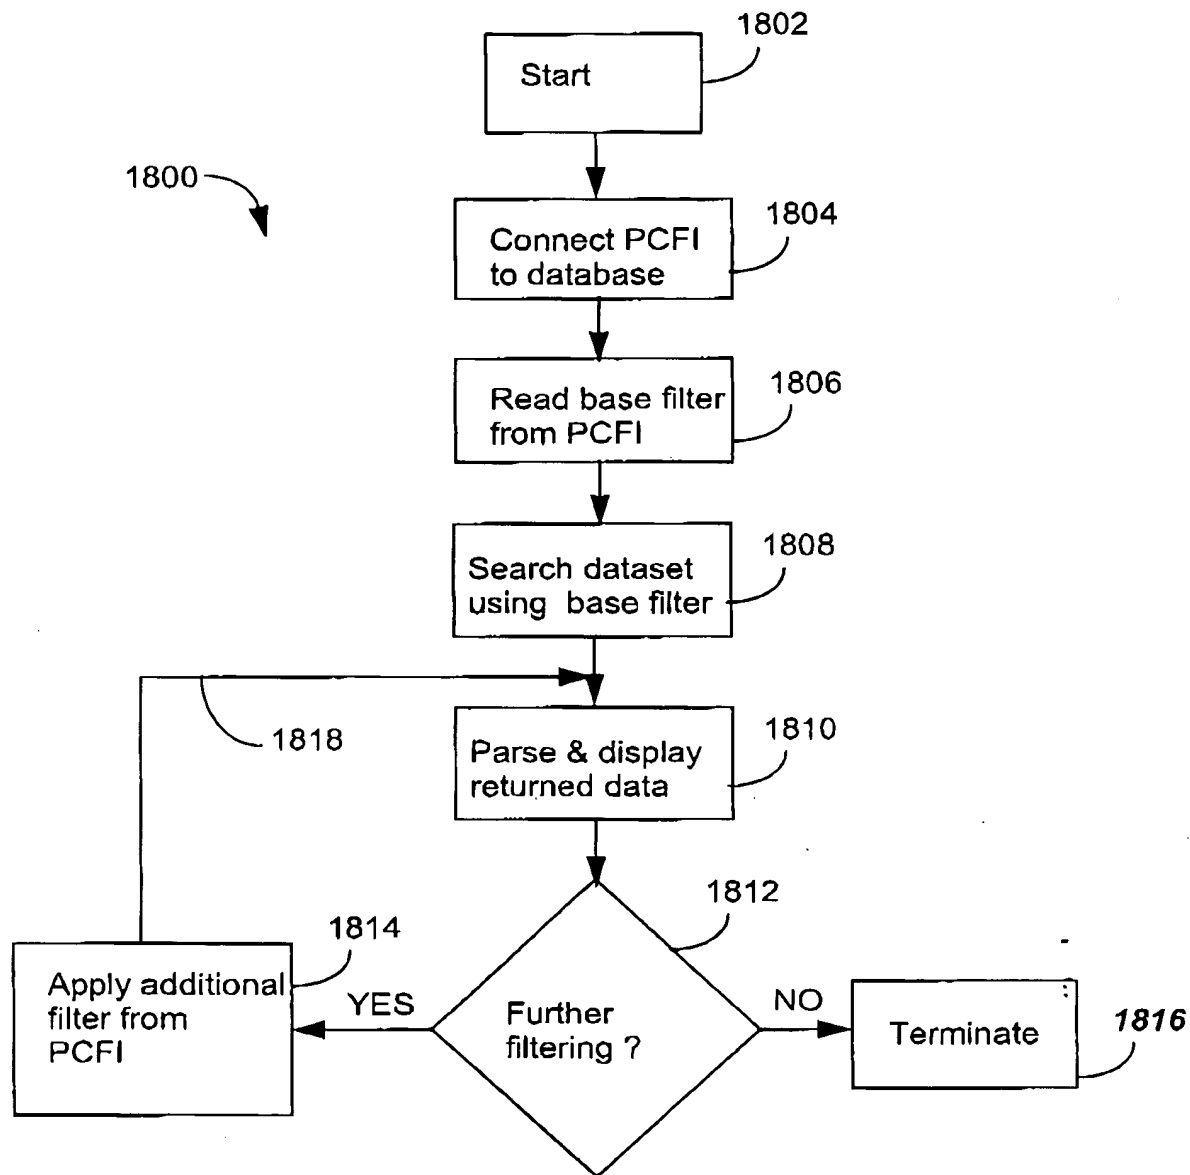 1802
Start
1800
1804
Connect PCFI
to database
1806
Read base filter
from PCFI
1808
Search dataset
using base filter
1818
1810
Parse & display
returned data
1812
1814
Apply additional
filter from
PCFI
YES
Further
filtering ?
NO
Terminate
1816